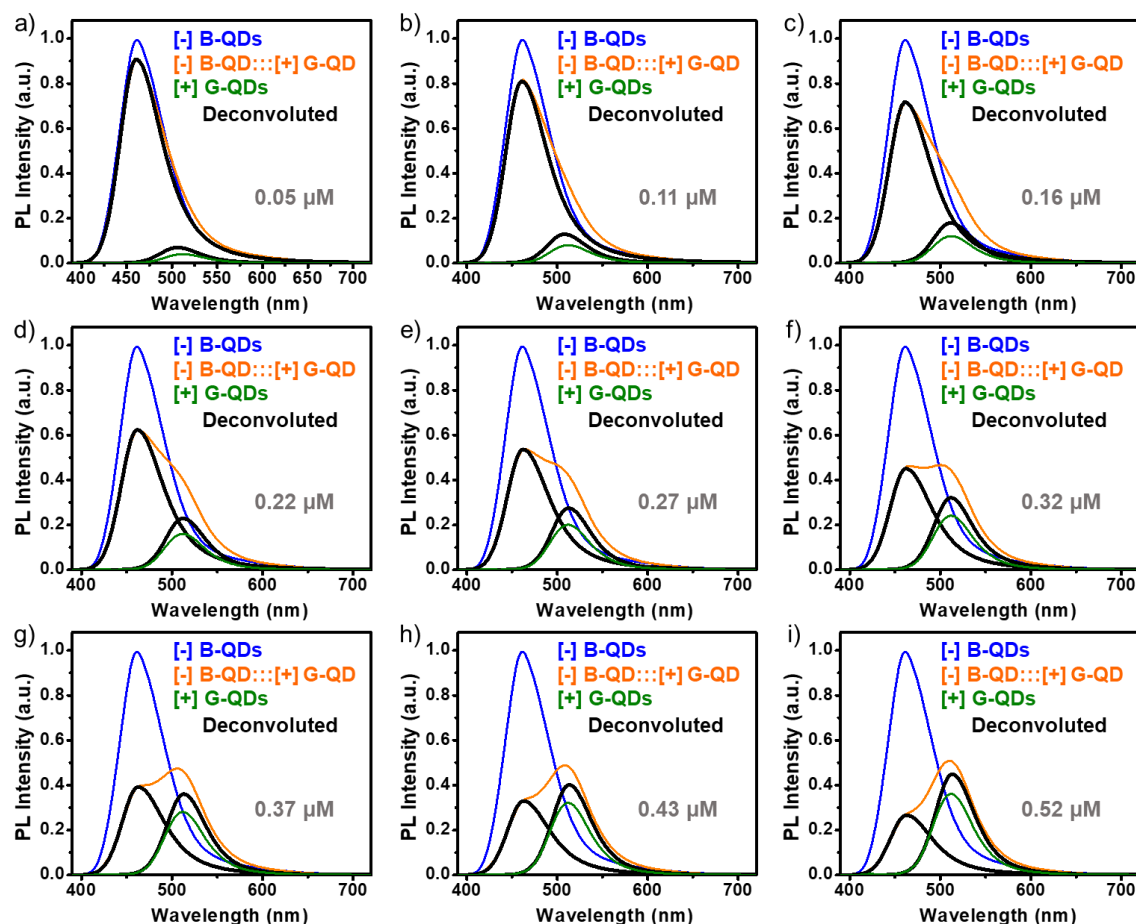 a)
1.0
0.8
0.6
0.4
0.2
0.0
PL Intensity (a.u.)
[-] B-QDs
[-] B-QD:::[+] G-QD
[+] G-QDs
Deconvoluted
0.05 μM
400 450 500 550 600 650 700
Wavelength (nm)
b)
1.0
0.8
0.6
0.4
0.2
0.0
PL Intensity (a.u.)
[-] B-QDs
[-] B-QD:::[+] G-QD
[+] G-QDs
Deconvoluted
0.11 μM
400 500 600 700
Wavelength (nm)
c)
1.0
0.8
0.6
0.4
0.2
0.0
PL Intensity (a.u.)
[-] B-QDs
[-] B-QD:::[+] G-QD
[+] G-QDs
Deconvoluted
0.16 μM
400 500 600 700
Wavelength (nm)
d)
1.0
0.8
0.6
0.4
0.2
0.0
PL Intensity (a.u.)
[-] B-QDs
[-] B-QD:::[+] G-QD
[+] G-QDs
Deconvoluted
0.22 μM
400 500 600 700
Wavelength (nm)
e)
1.0
0.8
0.6
0.4
0.2
0.0
PL Intensity (a.u.)
[-] B-QDs
[-] B-QD:::[+] G-QD
[+] G-QDs
Deconvoluted
0.27 μM
400 500 600 700
Wavelength (nm)
f)
1.0
0.8
0.6
0.4
0.2
0.0
PL Intensity (a.u.)
[-] B-QDs
[-] B-QD:::[+] G-QD
[+] G-QDs
Deconvoluted
0.32 μM
400 500 600 700
Wavelength (nm)
g)
1.0
0.8
0.6
0.4
0.2
0.0
PL Intensity (a.u.)
[-] B-QDs
[-] B-QD:::[+] G-QD
[+] G-QDs
Deconvoluted
0.37 μM
400 500 600 700
Wavelength (nm)
h)
1.0
0.8
0.6
0.4
0.2
0.0
PL Intensity (a.u.)
[-] B-QDs
[-] B-QD:::[+] G-QD
[+] G-QDs
Deconvoluted
0.43 μM
400 500 600 700
Wavelength (nm)
i)
1.0
0.8
0.6
0.4
0.2
0.0
PL Intensity (a.u.)
[-] B-QDs
[-] B-QD:::[+] G-QD
[+] G-QDs
Deconvoluted
0.52 μM
400 500 600 700
Wavelength (nm)